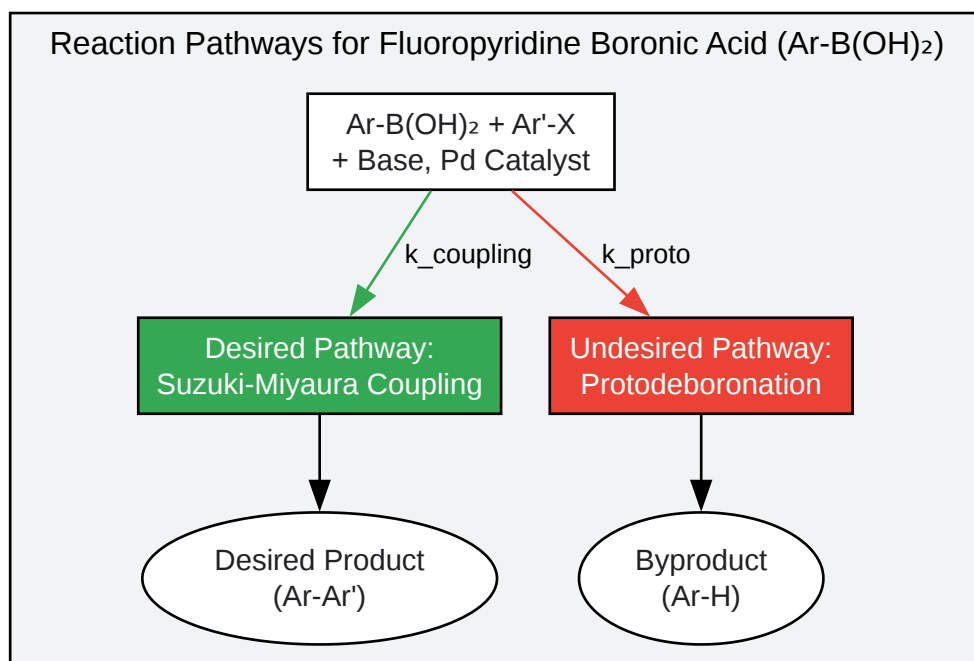 Reaction Pathways for Fluoropyridine Boronic Acid (Ar-B(OH)₂)
Ar-B(OH)₂ + Ar'-X
+ Base, Pd Catalyst
k_coupling
k_proto
Desired Pathway:
Suzuki-Miyaura Coupling
Undesired Pathway:
Protodeboronation
Desired Product
(Ar-Ar')
Byproduct
(Ar-H)